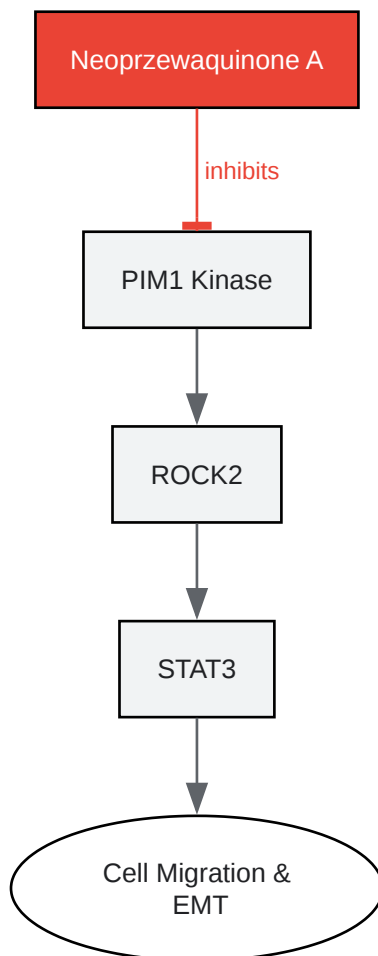 Neoprzewaquinone A
inhibits
PIM1 Kinase
ROCK2
STAT3
Cell Migration &
EMT